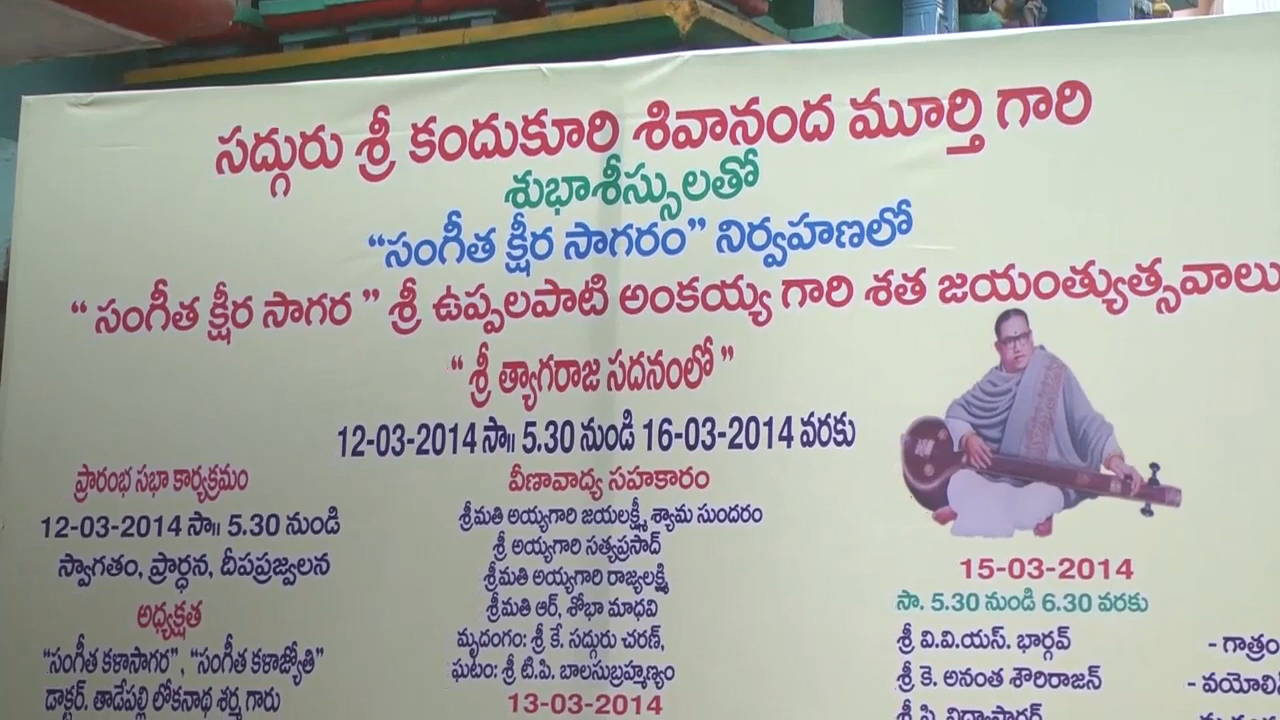 సద్గురు శ్రీ కందుకూరి శివానంద మూర్తి గారి
శుభాశీస్సులతో
“సంగీత క్షీర సాగరం” నిర్వహణలో
“ సంగీత క్షీర సాగర ” శ్రీ ఉప్పలపాటి అంకయ్య గారి శత జయంత్యుత్సవాలు
“ శ్రీ త్యాగరాజ సదనంలో ”
12-03-2014 సా॥ 5.30 నుండి 16-03-2014 వరకు
ప్రారంభ సభా కార్యక్రమం
12-03-2014 సా॥ 5.30 నుండి
స్వాగతం, ప్రార్ధన, దీపప్రజ్వలన
అధ్యక్షత
“సంగీత కళాసాగర”, “సంగీత కళాజ్యోతి”
డాక్టర్. తాడేపల్లి లోకనాథ శర్మ గారు
వీణావాద్య సహకారం
శ్రీమతి అయ్యగారి జయలక్ష్మీ శ్యామ సుందరం
శ్రీ అయ్యగారి సత్యప్రసాద్
శ్రీమతి అయ్యగారి రాజ్యలక్ష్మి
శ్రీమతి ఆర్, శోభా మాధవి
మృదంగం: శ్రీ కే. సద్గురు చరణ్,
ఘటం: శ్రీ టి.పి. బాలసుబ్రహ్మణ్యం
13-03-2014
15-03-2014
సా. 5.30 నుండి 6.30 వరకు
శ్రీ వి.వి.యస్. భార్గవ్ - గాత్రం
శ్రీ కె. అనంత శౌరిరాజన్ -